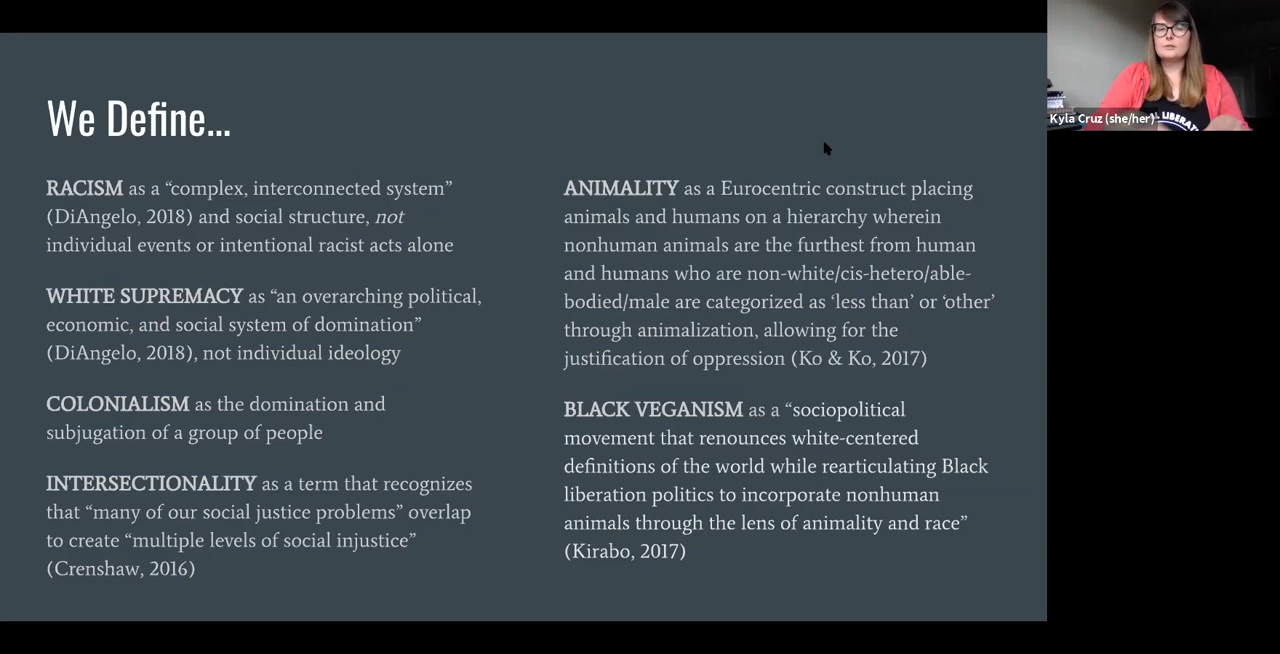 We Define...
RACISM as a “complex, interconnected system”
(DiAngelo, 2018) and social structure, not
individual events or intentional racist acts alone
WHITE SUPREMACY as “an overarching political,
economic, and social system of domination”
(DiAngelo, 2018), not individual ideology
COLONIALISM as the domination and
subjugation of a group of people
INTERSECTIONALITY as a term that recognizes
that “many of our social justice problems” overlap
to create “multiple levels of social injustice”
(Crenshaw, 2016)
ANIMALITY as a Eurocentric construct placing
animals and humans on a hierarchy wherein
nonhuman animals are the furthest from human
and humans who are non-white/cis-hetero/able-
bodied/male are categorized as ‘less than’ or ‘other’
through animalization, allowing for the
justification of oppression (Ko & Ko, 2017)
BLACK VEGANISM as a “sociopolitical
movement that renounces white-centered
definitions of the world while rearticulating Black
liberation politics to incorporate nonhuman
animals through the lens of animality and race”
(Kirabo, 2017)
Kyla Cruz (she/her)